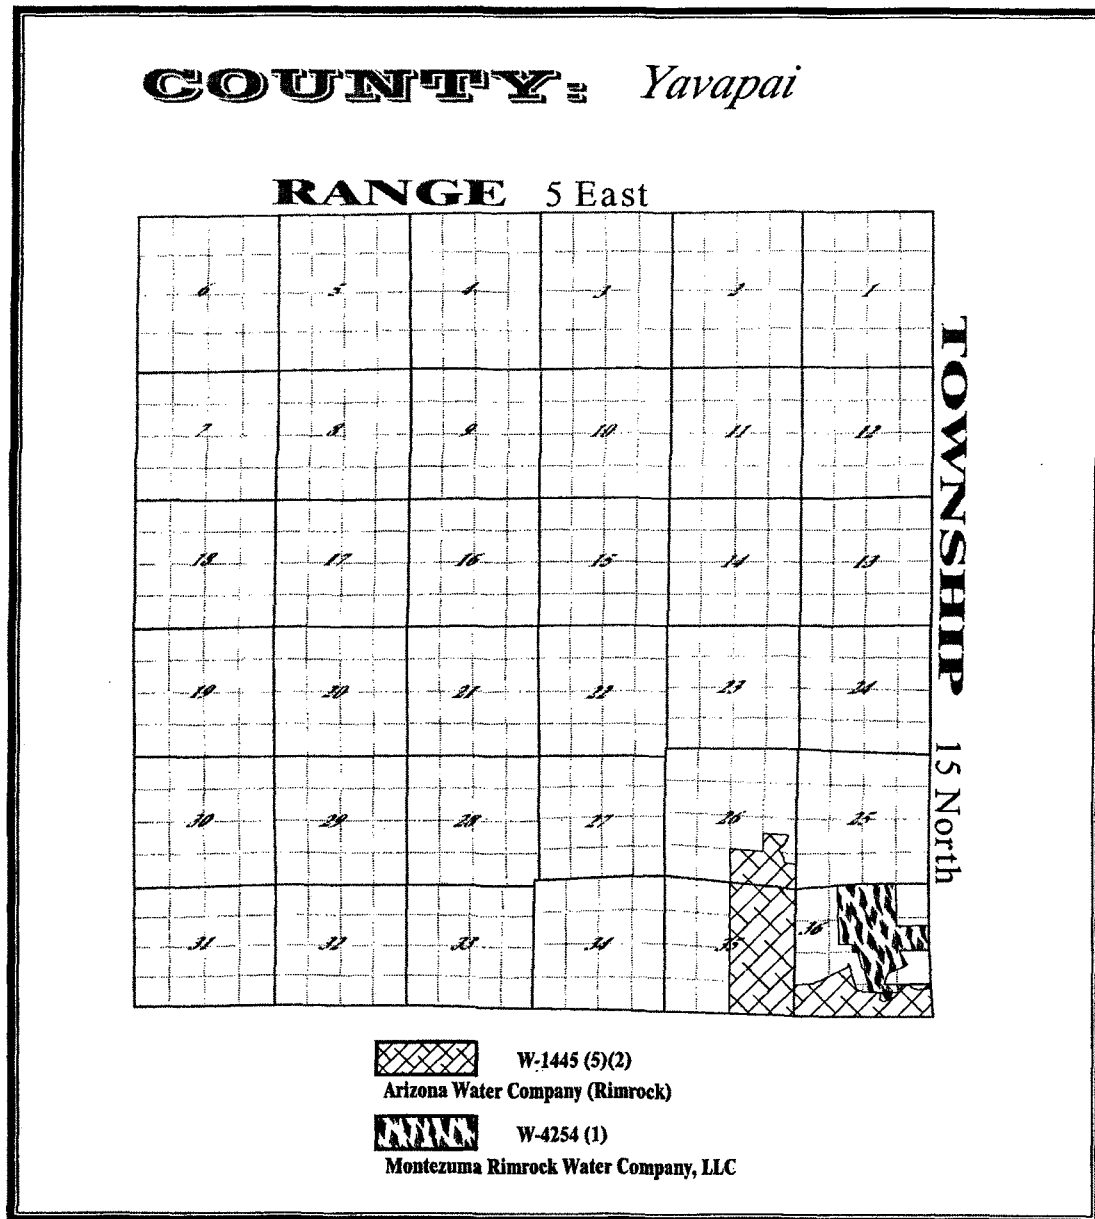 COUNTY: Yavapai
RANGE 5 East
6 5 4 3 2 1
7 8 9 10 11 12
18 17 16 15 14 13
19 20 21 22 23 24
30 29 28 27 26 25
31 32 33 34 35 36
TOWNSHIP 15 North
W-1445 (5)(2)
Arizona Water Company (Rimrock)
W-4254 (1)
Montezuma Rimrock Water Company, LLC